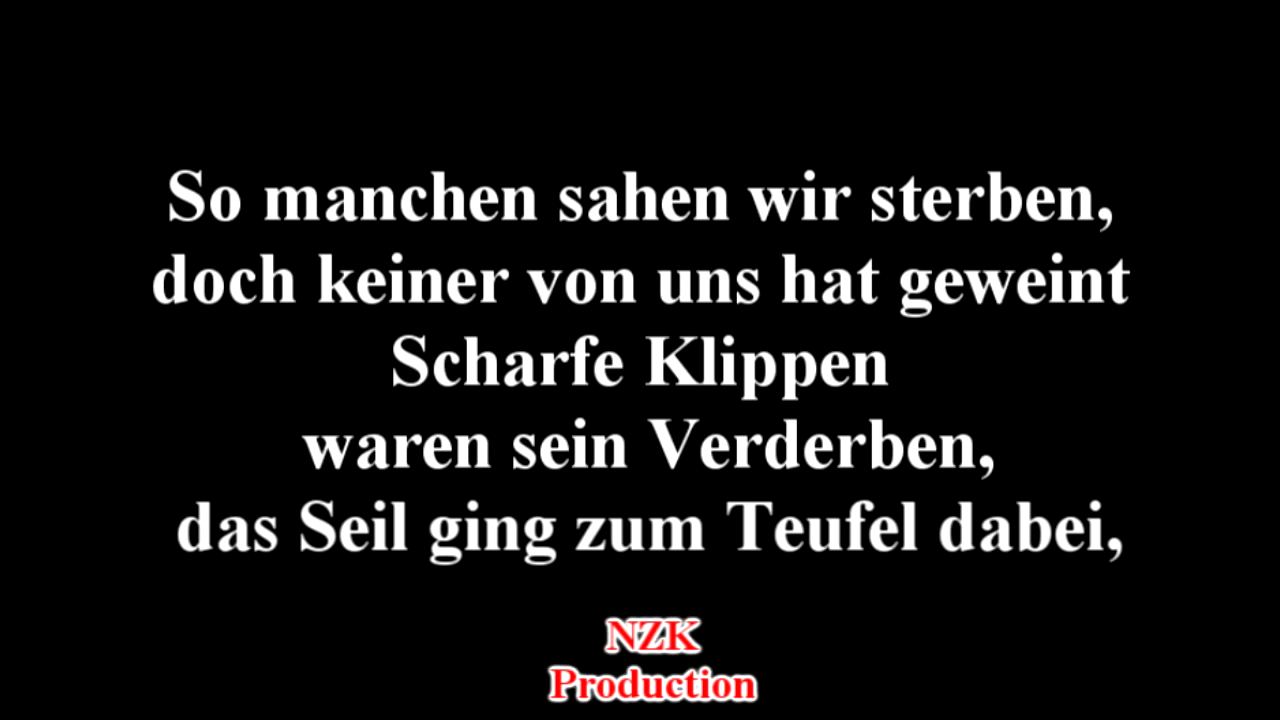 So manchen sahen wir sterben,
doch keiner von uns hat geweint
Scharfe Klippen
waren sein Verderben,
das Seil ging zum Teufel dabei,
NZK
Production